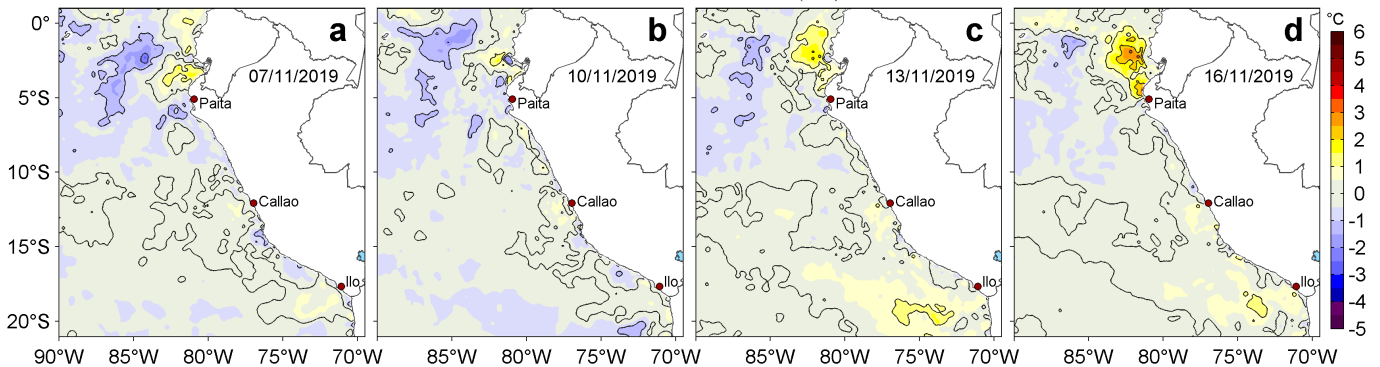 a
b
c
d
°C
0°
5°S
10°S
15°S
20°S
07/11/2019
10/11/2019
13/11/2019
16/11/2019
Paita
Paita
Paita
Paita
Callao
Callao
Callao
Callao
Ilo
Ilo
Ilo
Ilo
90°W
85°W
80°W
75°W
70°W
85°W
80°W
75°W
70°W
85°W
80°W
75°W
70°W
85°W
80°W
75°W
70°W
6
5
4
3
2
1
0
-1
-2
-3
-4
-5